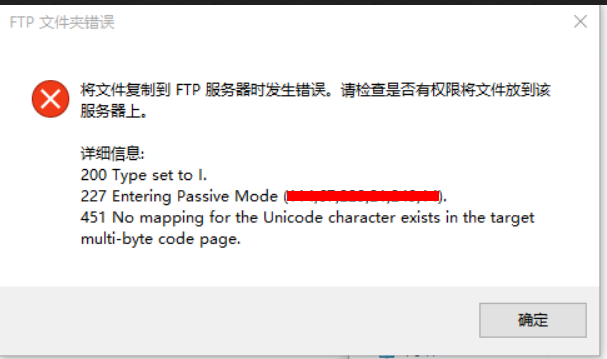 FTP 文件夹错误
将文件复制到 FTP 服务器时发生错误。请检查是否有权限将文件放到该
服务器上。
详细信息:
200 Type set to I.
227 Entering Passive Mode ( ).
451 No mapping for the Unicode character exists in the target
multi-byte code page.
确定